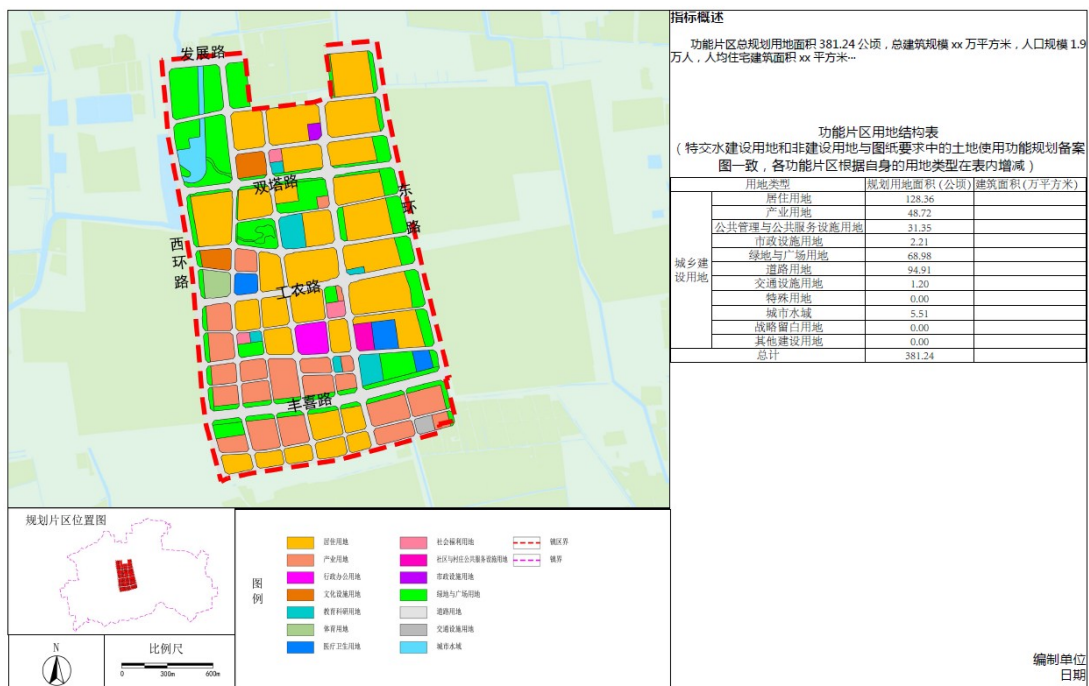 指标概述
功能片区总规划用地面积 381.24 公顷，总建筑规模 xx 万平方米，人口规模 1.9
万人，人均住宅建筑面积 xx 平方米…
功能片区用地结构表
（特交水建设用地和非建设用地与图纸要求中的土地使用功能规划备案
图一致，各功能片区根据自身的用地类型在表内增减）
用地类型 规划用地面积(公顷) 建筑面积(万平方米)
城乡建设用地
居住用地 128.36
产业用地 48.72
公共管理与公共服务设施用地 31.35
市政设施用地 2.21
绿地与广场用地 68.98
道路用地 94.91
交通设施用地 1.20
特殊用地 0.00
城市水域 5.51
战略留白用地 0.00
其他建设用地 0.00
总计 381.24
发展路
双塔路
东环路
西环路
工农路
丰喜路
规划片区位置图
N
比例尺
0 300m 600m
图例
居住用地
产业用地
行政办公用地
文化设施用地
教育科研用地
体育用地
医疗卫生用地
社会福利用地
社区与村庄公共服务设施用地
市政设施用地
绿地与广场用地
道路用地
交通设施用地
城市水域
镇区界
镇界
编制单位
日期